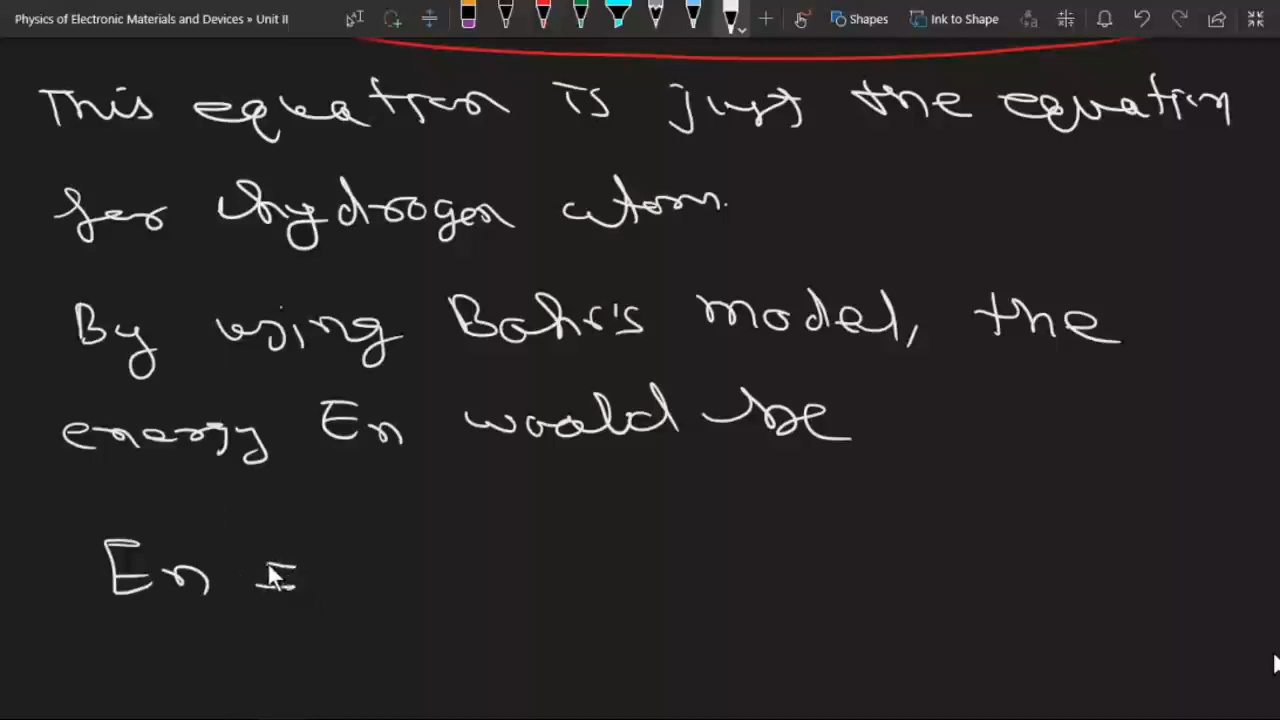 Physics of Electronic Materials and Devices » Unit II
Shapes
Ink to Shape
This equation is just the equation
for hydrogen atom.
By using Bohr's model, the
energy En would be
En =